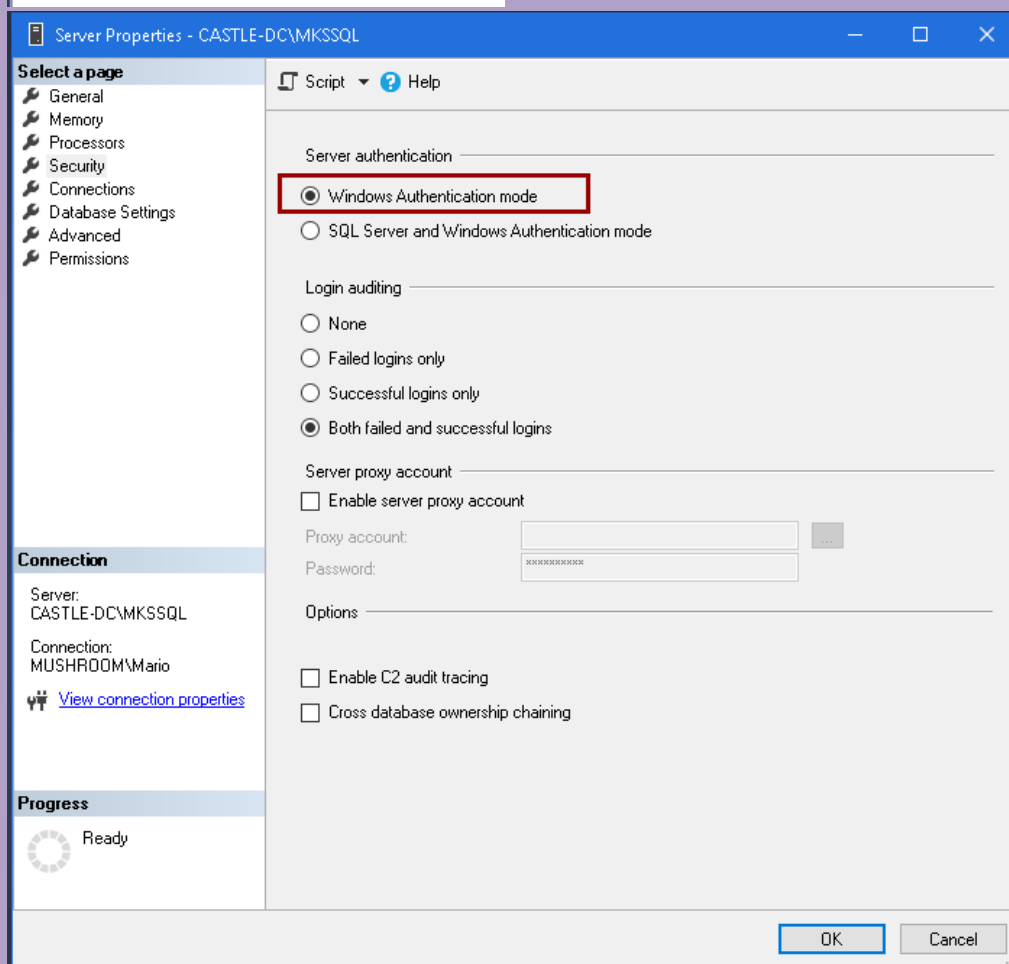 Server Properties - CASTLE-DC\MKSSQL
Select a page
General
Memory
Processors
Security
Connections
Database Settings
Advanced
Permissions
Script
Help
Server authentication
Windows Authentication mode
SQL Server and Windows Authentication mode
Login auditing
None
Failed logins only
Successful logins only
Both failed and successful logins
Server proxy account
Enable server proxy account
Proxy account:
...
Password:
**********
Options
Enable C2 audit tracing
Cross database ownership chaining
Connection
Server:
CASTLE-DC\MKSSQL
Connection:
MUSHROOM\Mario
View connection properties
Progress
Ready
OK
Cancel